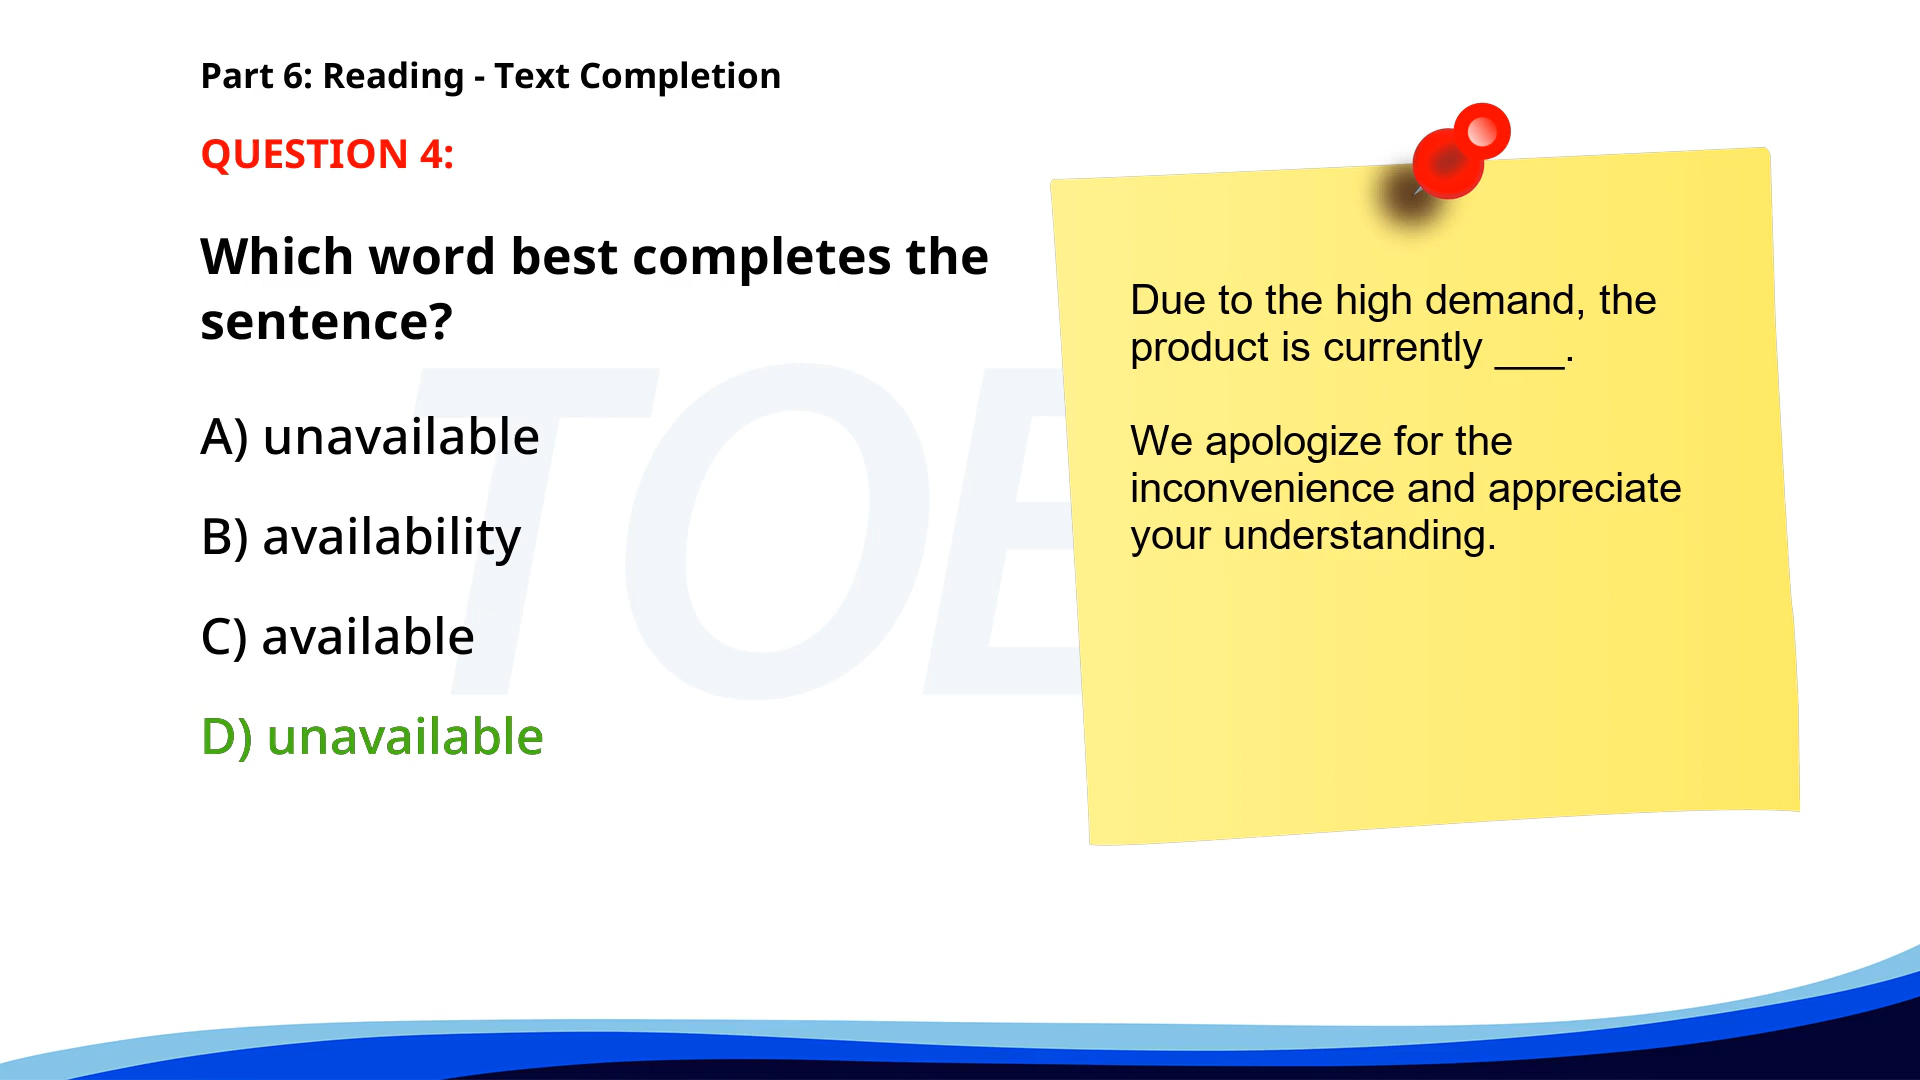 Part 6: Reading - Text Completion
QUESTION 4:
Which word best completes the
sentence?
A) unavailable
B) availability
C) available
D) unavailable
Due to the high demand, the
product is currently ___.
We apologize for the
inconvenience and appreciate
your understanding.
TOE